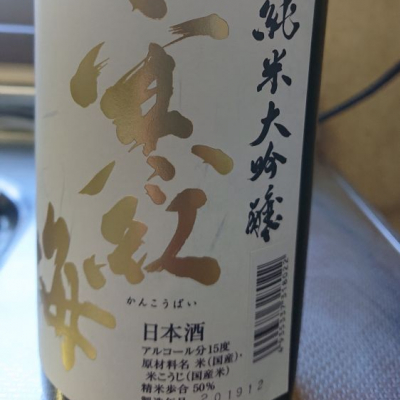 純米大吟醸
寒紅梅
かんこうばい
日本酒
アルコール分15度
原材料名 米(国産)・
米こうじ(国産米)
精米歩合 50%
201912